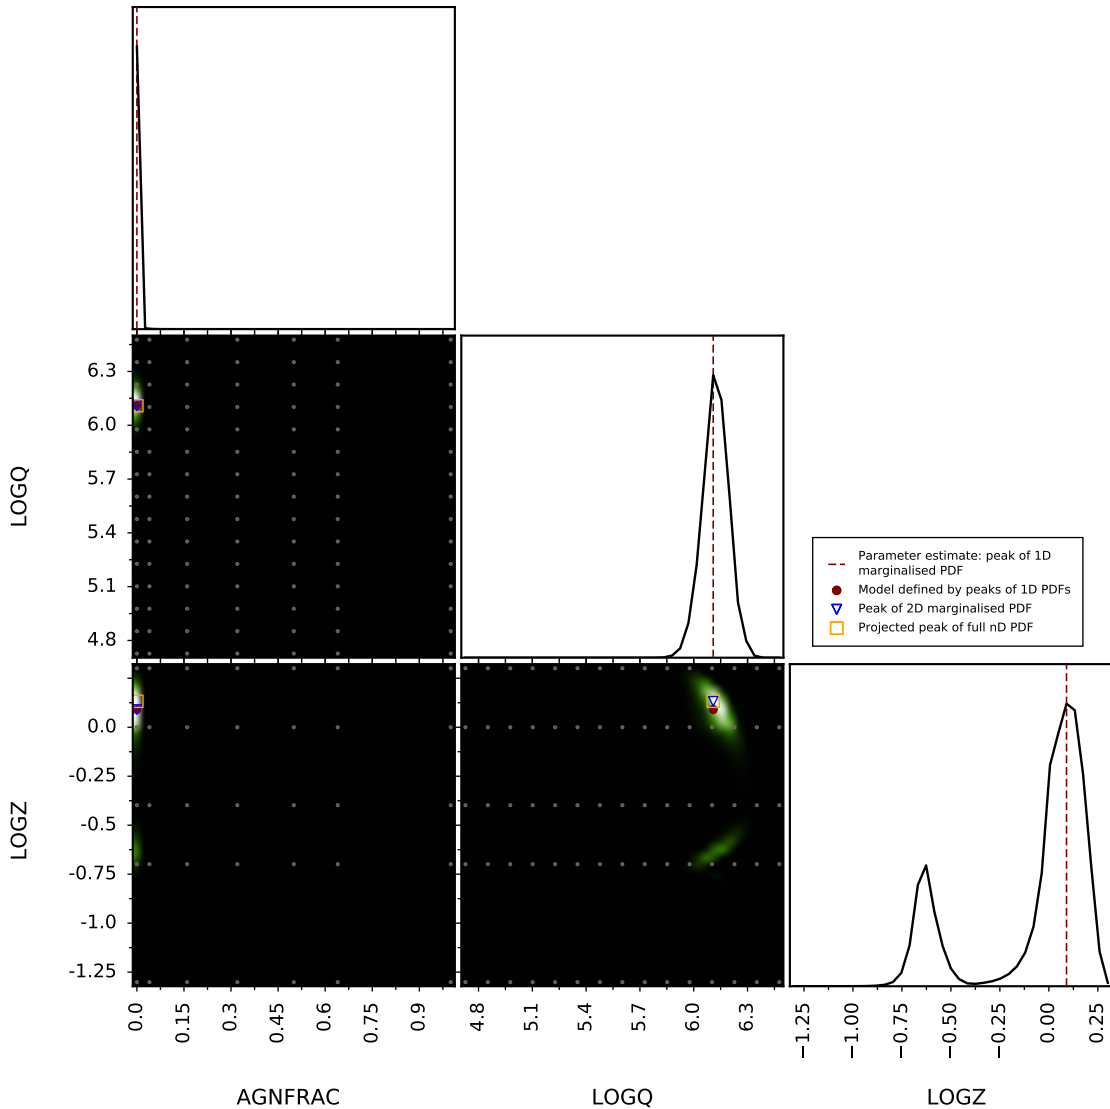 LOGQ
6.3
6.0
5.7
5.4
5.1
4.8
Parameter estimate: peak of 1D
marginalised PDF
Model defined by peaks of 1D PDFs
Peak of 2D marginalised PDF
Projected peak of full nD PDF
LOGZ
0.0
-0.25
-0.5
-0.75
-1.0
-1.25
0.0 0.15 0.3 0.45 0.6 0.75 0.9
4.8 5.1 5.4 5.7 6.0 6.3
−1.25 −1.00 −0.75 −0.50 −0.25 0.00 0.25
AGNFRAC LOGQ LOGZ